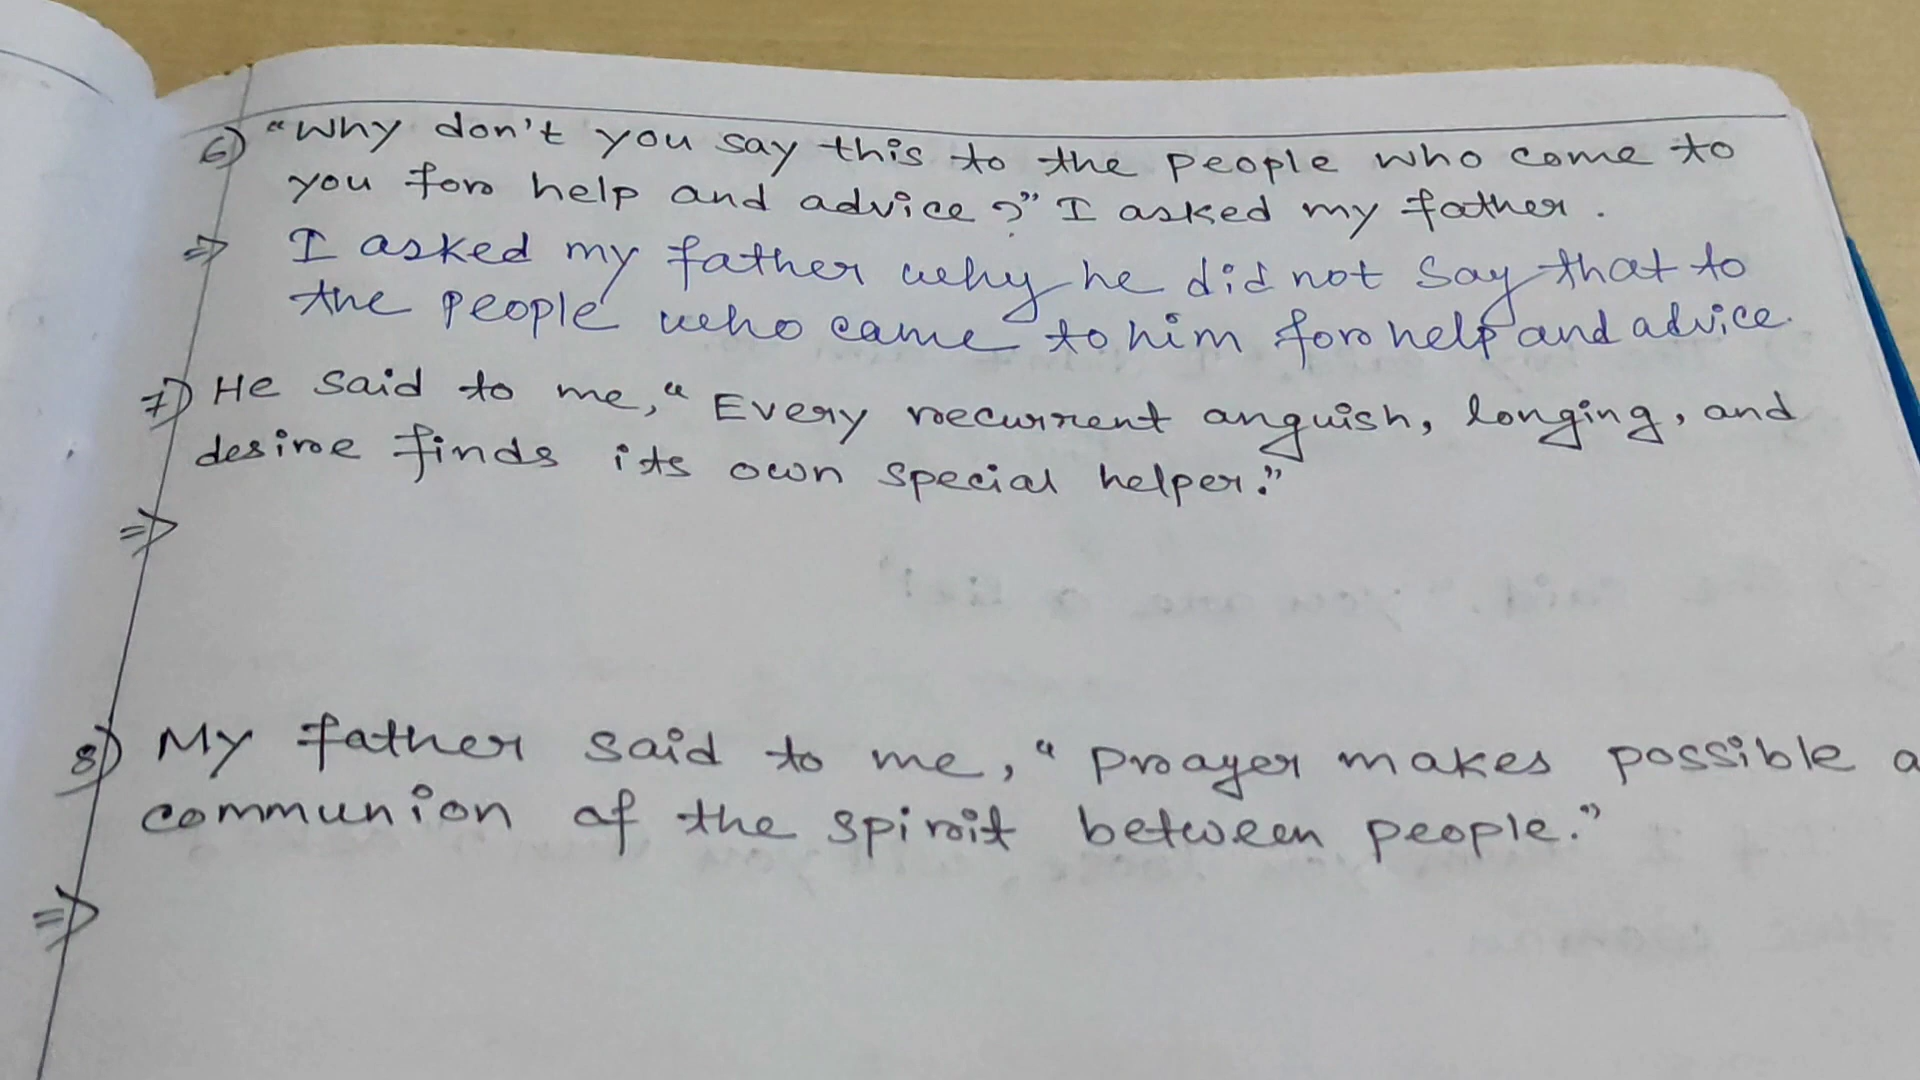 6) "Why don't you say this to the people who come to
you for help and advice?" I asked my father.
⇒ I asked my father why he did not say that to
the people who came to him for help and advice.
7) He said to me, "Every recurrent anguish, longing, and
desire finds its own special helper."
⇒
8) My father said to me, "prayer makes possible a
communion of the spirit between people."
⇒